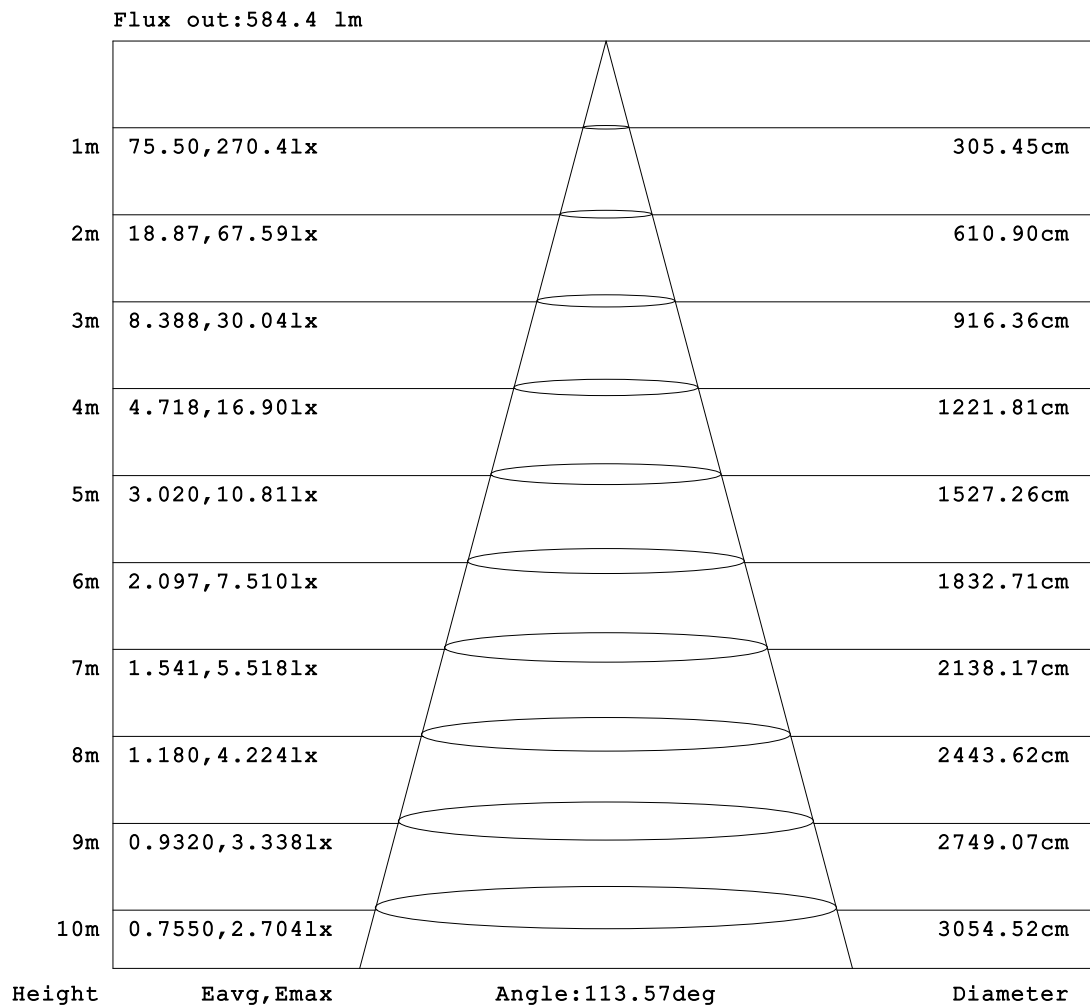 Flux out:584.4 lm
1m 75.50,270.4lx 305.45cm
2m 18.87,67.59lx 610.90cm
3m 8.388,30.04lx 916.36cm
4m 4.718,16.90lx 1221.81cm
5m 3.020,10.81lx 1527.26cm
6m 2.097,7.510lx 1832.71cm
7m 1.541,5.518lx 2138.17cm
8m 1.180,4.224lx 2443.62cm
9m 0.9320,3.338lx 2749.07cm
10m 0.7550,2.704lx 3054.52cm
Height Eavg,Emax Angle:113.57deg Diameter